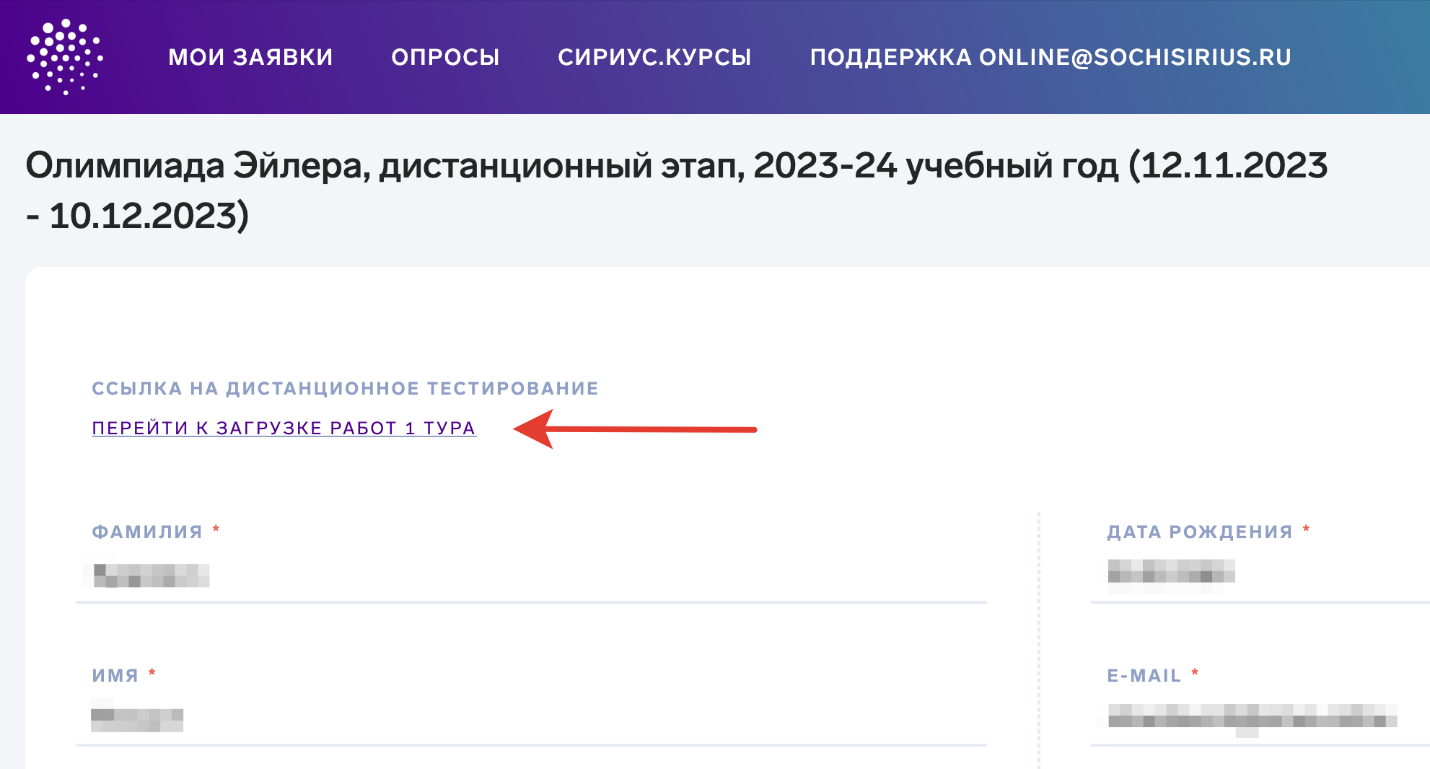 МОИ ЗАЯВКИ ОПРОСЫ СИРИУС.КУРСЫ ПОДДЕРЖКА ONLINE@SOCHISIRIUS.RU
Олимпиада Эйлера, дистанционный этап, 2023-24 учебный год (12.11.2023
- 10.12.2023)
ССЫЛКА НА ДИСТАНЦИОННОЕ ТЕСТИРОВАНИЕ
ПЕРЕЙТИ К ЗАГРУЗКЕ РАБОТ 1 ТУРА
ФАМИЛИЯ *
ДАТА РОЖДЕНИЯ *
ИМЯ *
E-MAIL *